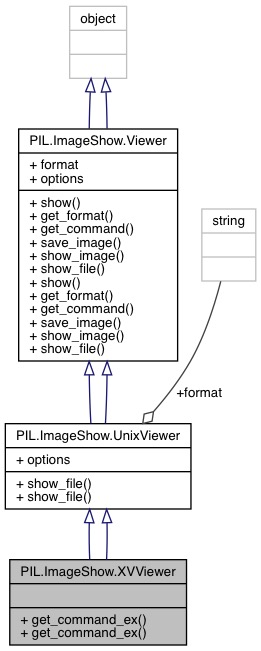 object
PIL.ImageShow.Viewer
+ format
+ options
+ show()
+ get_format()
+ get_command()
+ save_image()
+ show_image()
+ show_file()
+ show()
+ get_format()
+ get_command()
+ save_image()
+ show_image()
+ show_file()
string
+format
PIL.ImageShow.UnixViewer
+ options
+ show_file()
+ show_file()
PIL.ImageShow.XVViewer
+ get_command_ex()
+ get_command_ex()